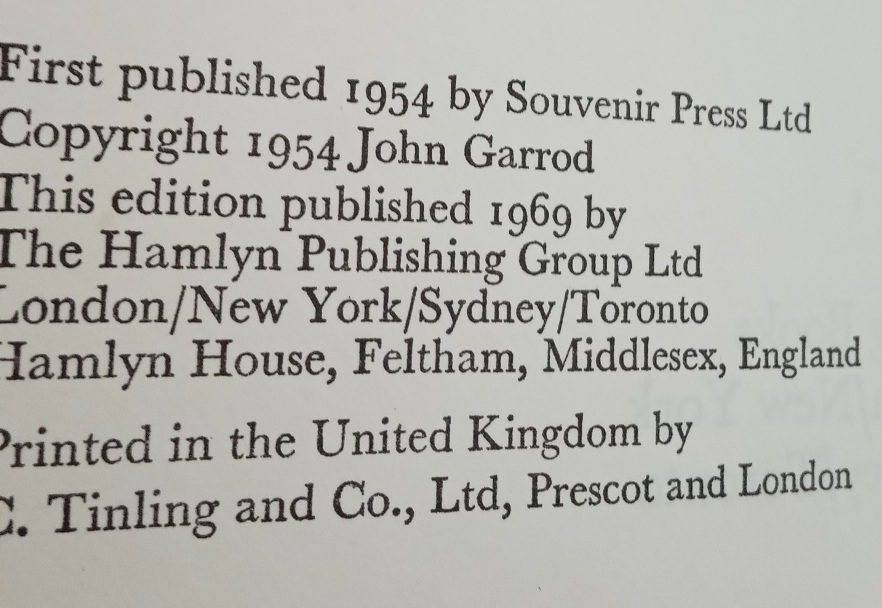 First published 1954 by Souvenir Press Ltd
Copyright 1954 John Garrod
This edition published 1969 by
The Hamlyn Publishing Group Ltd
London/New York/Sydney/Toronto
Hamlyn House, Feltham, Middlesex, England
Printed in the United Kingdom by
C. Tinling and Co., Ltd, Prescot and London